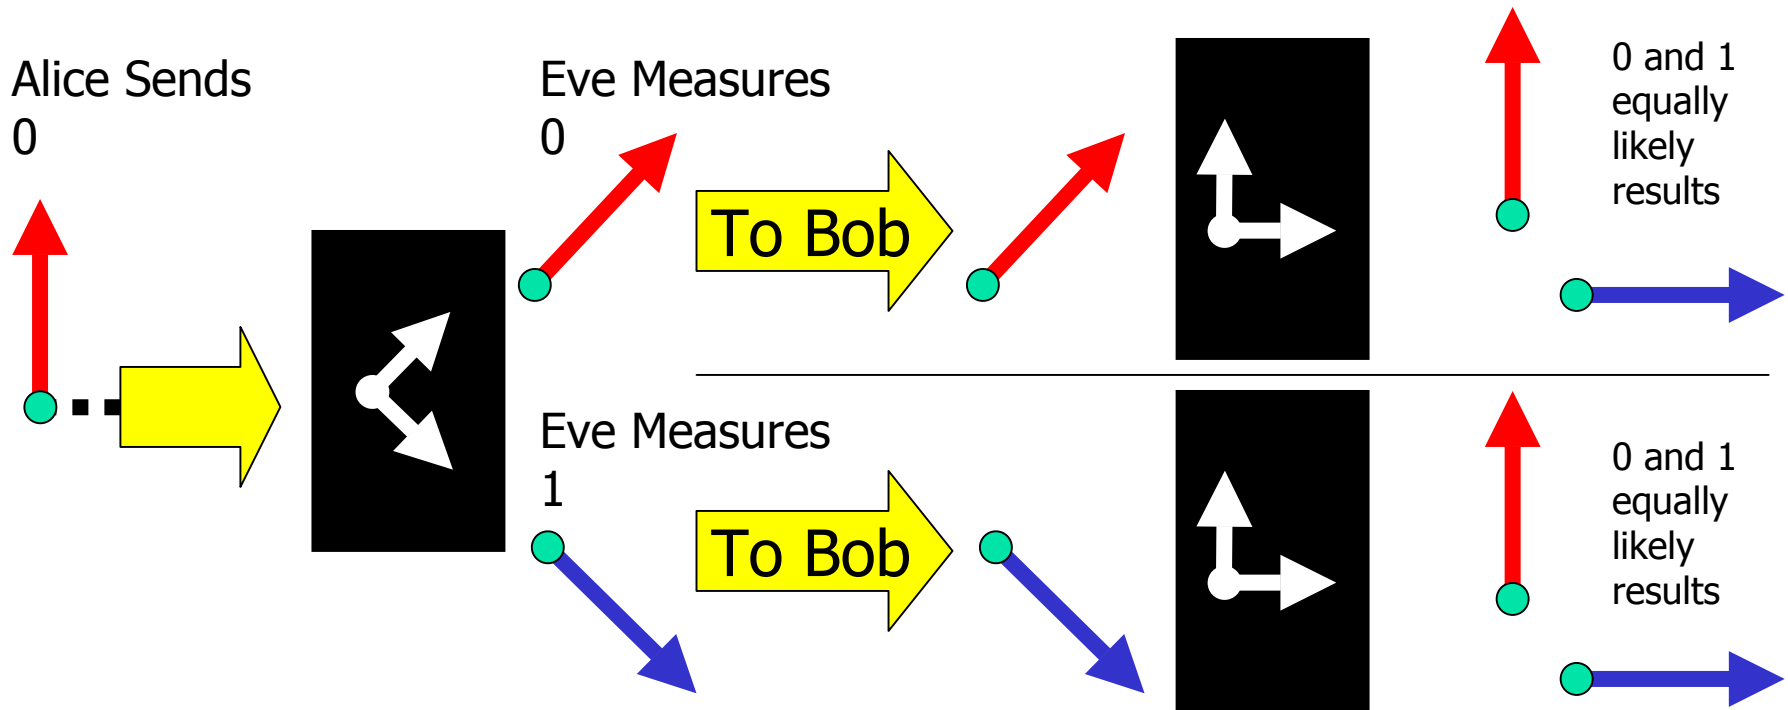 Alice Sends
0
Eve Measures
0
To Bob
0 and 1
equally
likely
results
Eve Measures
1
To Bob
0 and 1
equally
likely
results